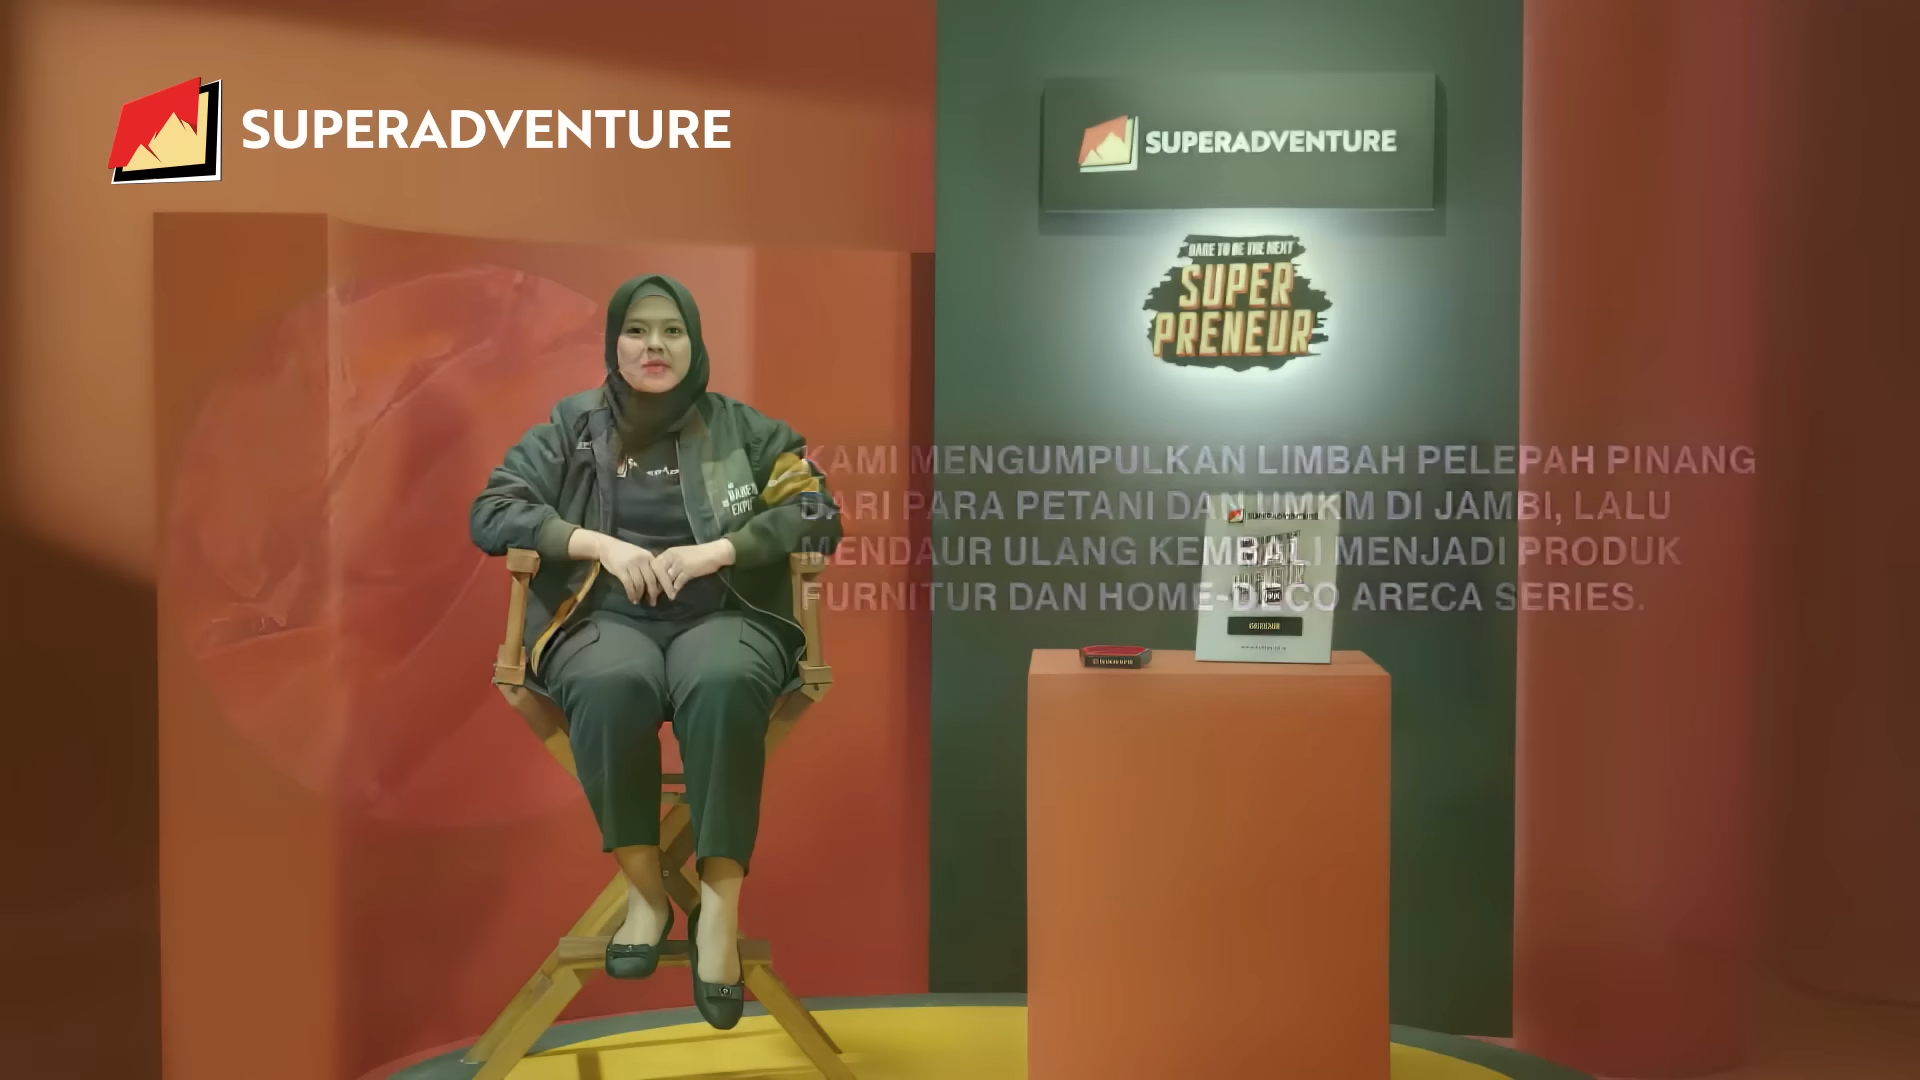 SUPERADVENTURE
SUPERADVENTURE
DARE TO BE THE NEXT
SUPER
PRENEUR
KAMI MENGUMPULKAN LIMBAH PELEPAH PINANG
DARI PARA PETANI DAN UMKM DI JAMBI, LALU
MENDAUR ULANG KEMBALI MENJADI PRODUK
FURNITUR DAN HOME-DECO ARECA SERIES.
SUPERADVENTURE